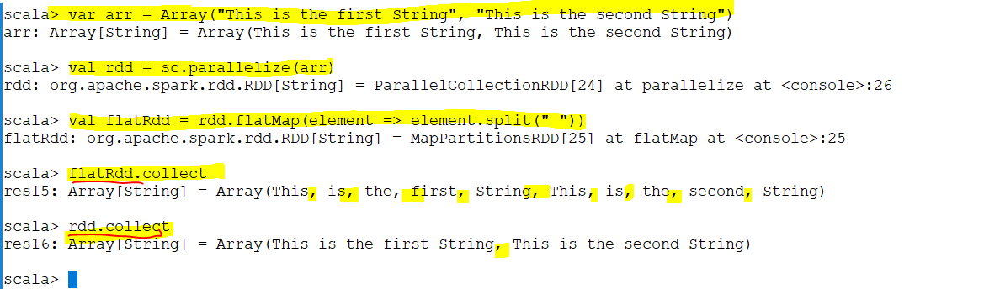 scala> var arr = Array("This is the first String", "This is the second String")
arr: Array[String] = Array(This is the first String, This is the second String)
scala> val rdd = sc.parallelize(arr)
rdd: org.apache.spark.rdd.RDD[String] = ParallelCollectionRDD[24] at parallelize at <console>:26
scala> val flatRdd = rdd.flatMap(element => element.split(" "))
flatRdd: org.apache.spark.rdd.RDD[String] = MapPartitionsRDD[25] at flatMap at <console>:25
scala> flatRdd.collect
res15: Array[String] = Array(This, is, the, first, String, This, is, the, second, String)
scala> rdd.collect
res16: Array[String] = Array(This is the first String, This is the second String)
scala>